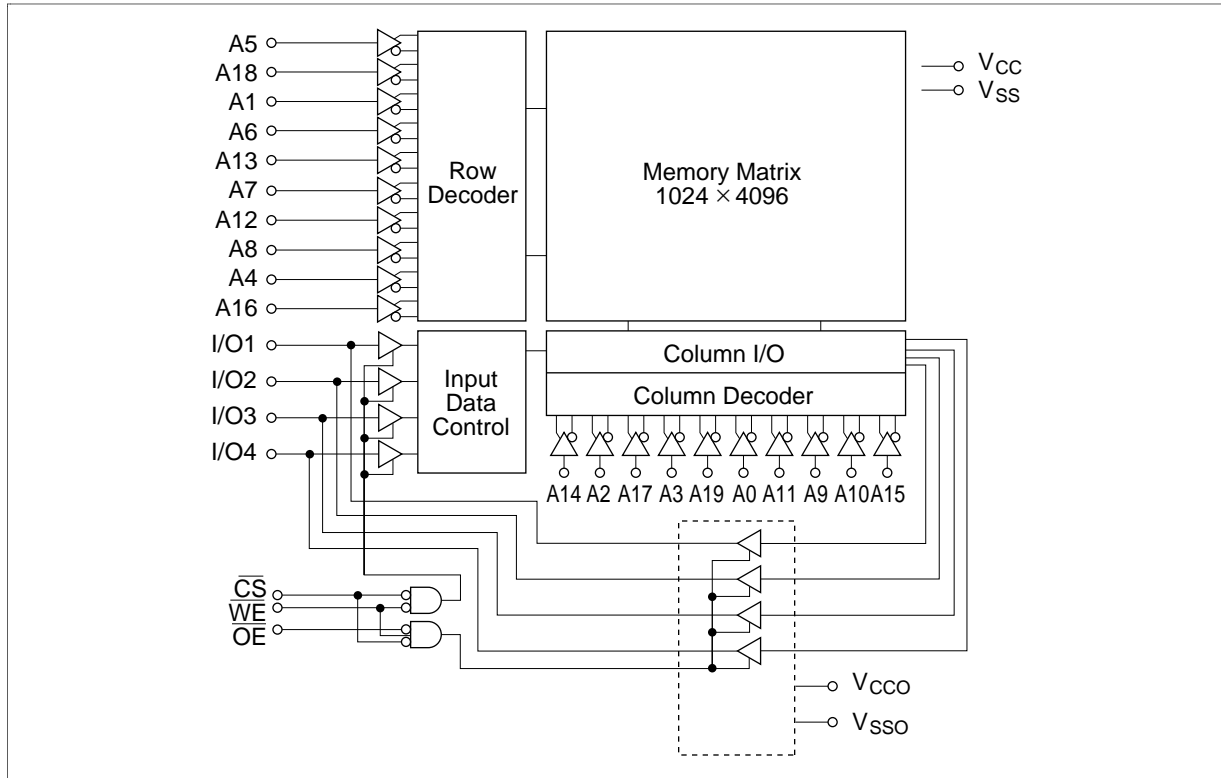 A5
A18
A1
A6
A13
A7
A12
A8
A4
A16
Row
Decoder
Memory Matrix
1024 × 4096
VCC
VSS
I/O1
I/O2
I/O3
I/O4
Input
Data
Control
Column I/O
Column Decoder
A14 A2 A17 A3 A19 A0 A11 A9 A10 A15
CS
WE
OE
VCCO
VSSO